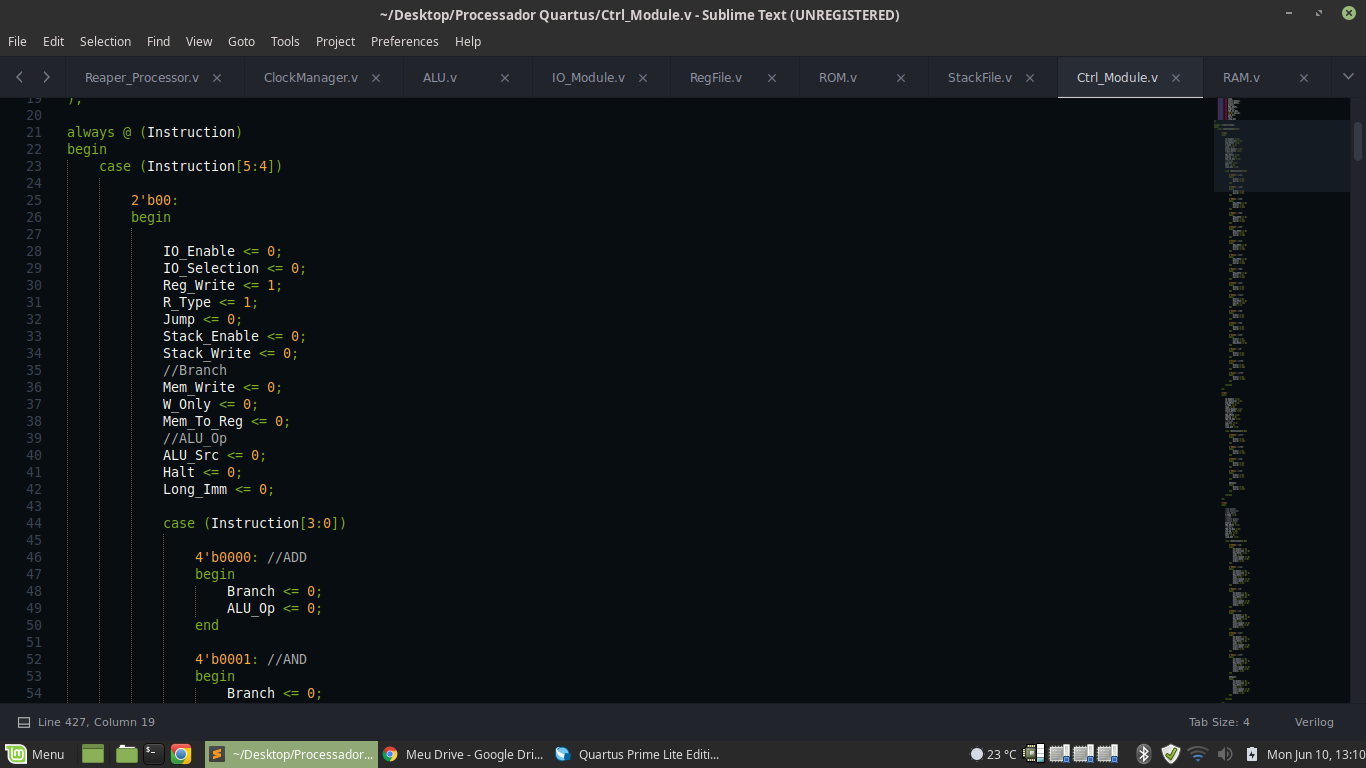 ~/Desktop/Processador Quartus/Ctrl_Module.v - Sublime Text (UNREGISTERED)
File Edit Selection Find View Goto Tools Project Preferences Help
Reaper_Processor.v ClockManager.v ALU.v IO_Module.v RegFile.v ROM.v StackFile.v Ctrl_Module.v RAM.v
19 );
20
21 always @ (Instruction)
22 begin
23 case (Instruction[5:4])
24
25 2'b00:
26 begin
27
28 IO_Enable <= 0;
29 IO_Selection <= 0;
30 Reg_Write <= 1;
31 R_Type <= 1;
32 Jump <= 0;
33 Stack_Enable <= 0;
34 Stack_Write <= 0;
35 //Branch
36 Mem_Write <= 0;
37 W_Only <= 0;
38 Mem_To_Reg <= 0;
39 //ALU_Op
40 ALU_Src <= 0;
41 Halt <= 0;
42 Long_Imm <= 0;
43
44 case (Instruction[3:0])
45
46 4'b0000: //ADD
47 begin
48 Branch <= 0;
49 ALU_Op <= 0;
50 end
51
52 4'b0001: //AND
53 begin
54 Branch <= 0;
Line 427, Column 19 Tab Size: 4 Verilog
Menu ~/Desktop/Processador... Meu Drive - Google Dri... Quartus Prime Lite Editi... 23 °C Mon Jun 10, 13:10